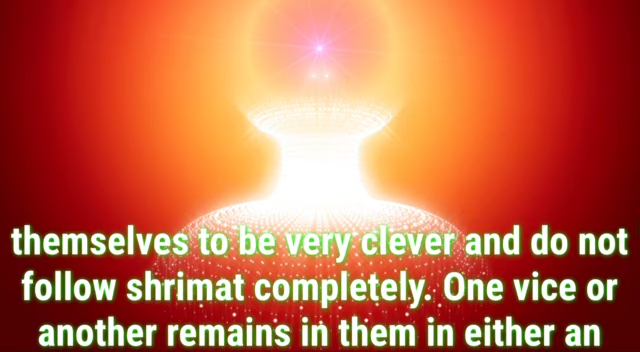 themselves to be very clever and do not
follow shrimat completely. One vice or
another remains in them in either an